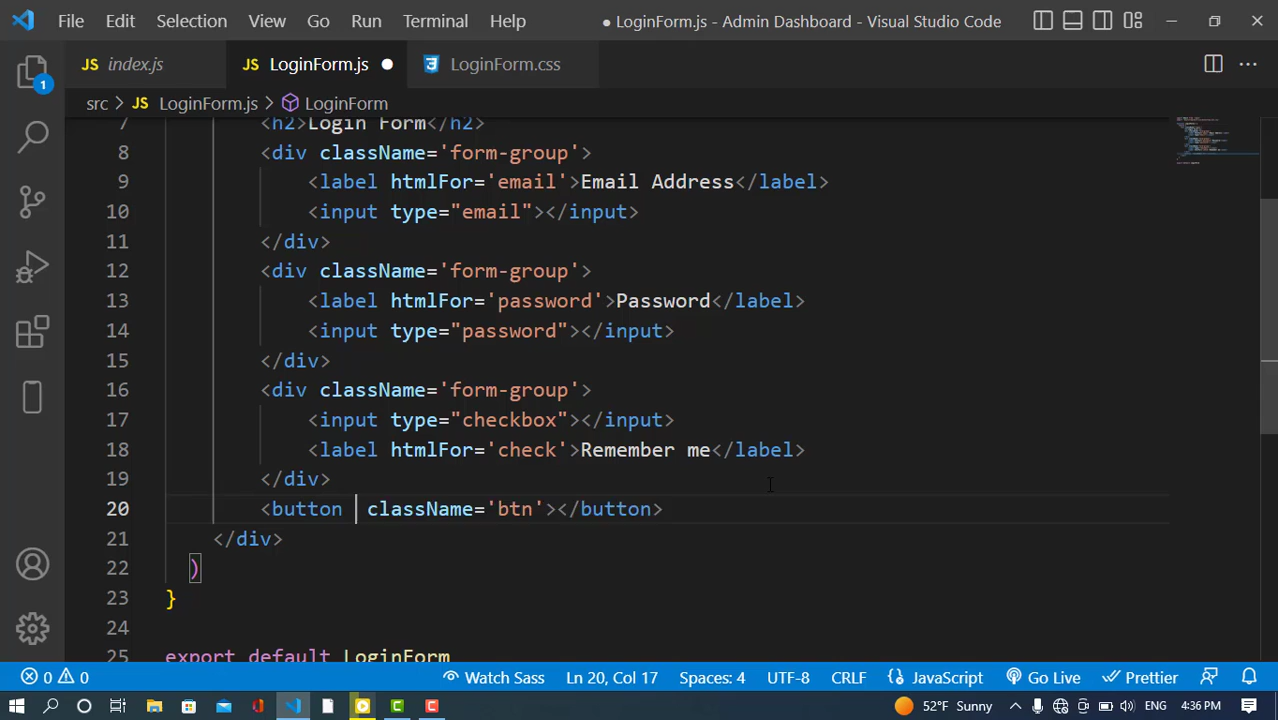 File Edit Selection View Go Run Terminal Help ● LoginForm.js - Admin Dashboard - Visual Studio Code
JS index.js JS LoginForm.js LoginForm.css
1
src > JS LoginForm.js > LoginForm
7 <h2>Login Form</h2>
8 <div className='form-group'>
9 <label htmlFor='email'>Email Address</label>
10 <input type="email"></input>
11 </div>
12 <div className='form-group'>
13 <label htmlFor='password'>Password</label>
14 <input type="password"></input>
15 </div>
16 <div className='form-group'>
17 <input type="checkbox"></input>
18 <label htmlFor='check'>Remember me</label>
19 </div>
20 <button  className='btn'></button>
21 </div>
22 )
23 }
24
25 export default LoginForm
0 0 Watch Sass Ln 20, Col 17 Spaces: 4 UTF-8 CRLF JavaScript Go Live Prettier
52°F Sunny ENG 4:36 PM